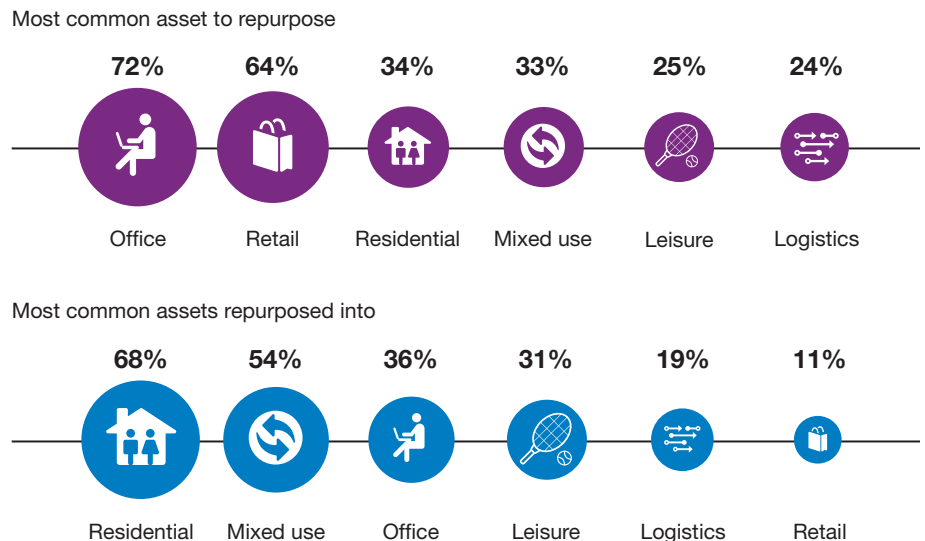 Most common asset to repurpose
72% 64% 34% 33% 25% 24%
Office Retail Residential Mixed use Leisure Logistics
Most common assets repurposed into
68% 54% 36% 31% 19% 11%
Residential Mixed use Office Leisure Logistics Retail